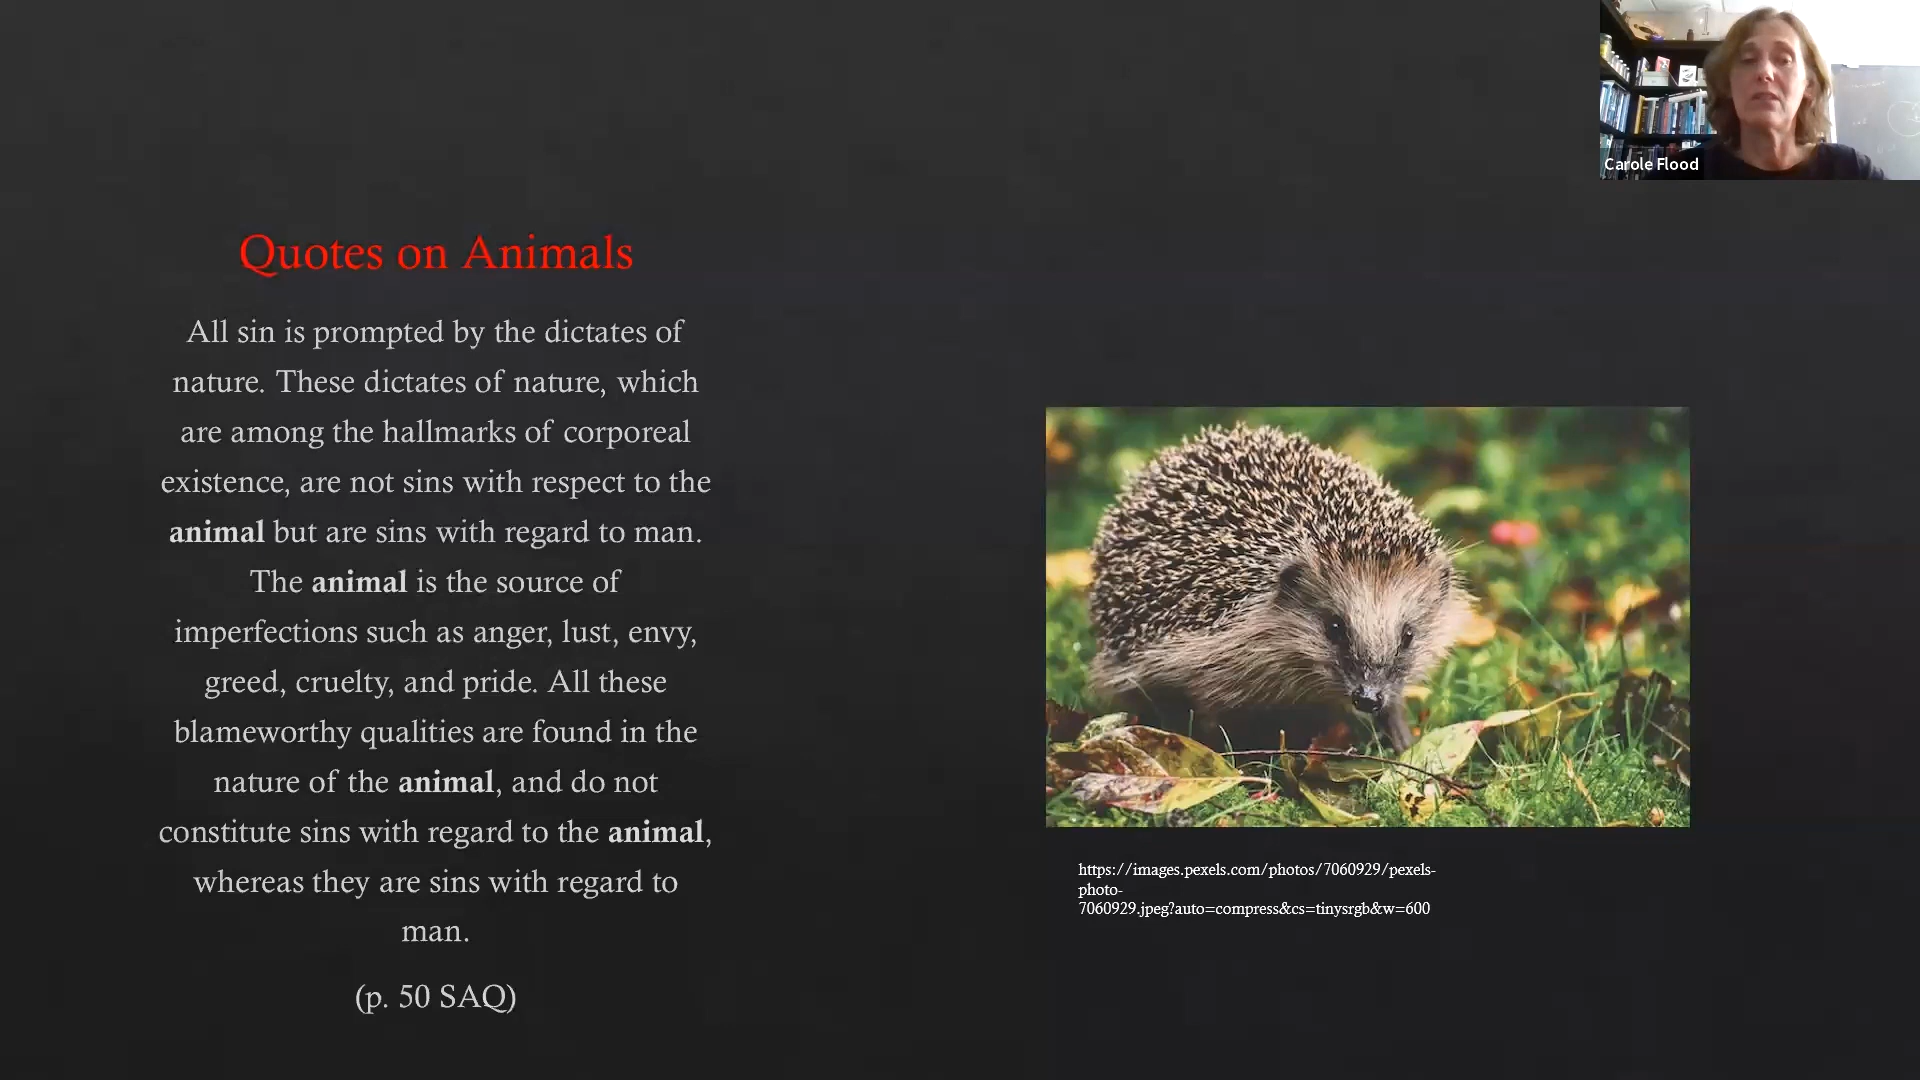 Carole Flood
Quotes on Animals
All sin is prompted by the dictates of
nature. These dictates of nature, which
are among the hallmarks of corporeal
existence, are not sins with respect to the
animal but are sins with regard to man.
The animal is the source of
imperfections such as anger, lust, envy,
greed, cruelty, and pride. All these
blameworthy qualities are found in the
nature of the animal, and do not
constitute sins with regard to the animal,
whereas they are sins with regard to
man.
(p. 50 SAQ)
https://images.pexels.com/photos/7060929/pexels-
photo-
7060929.jpeg?auto=compress&cs=tinysrgb&w=600